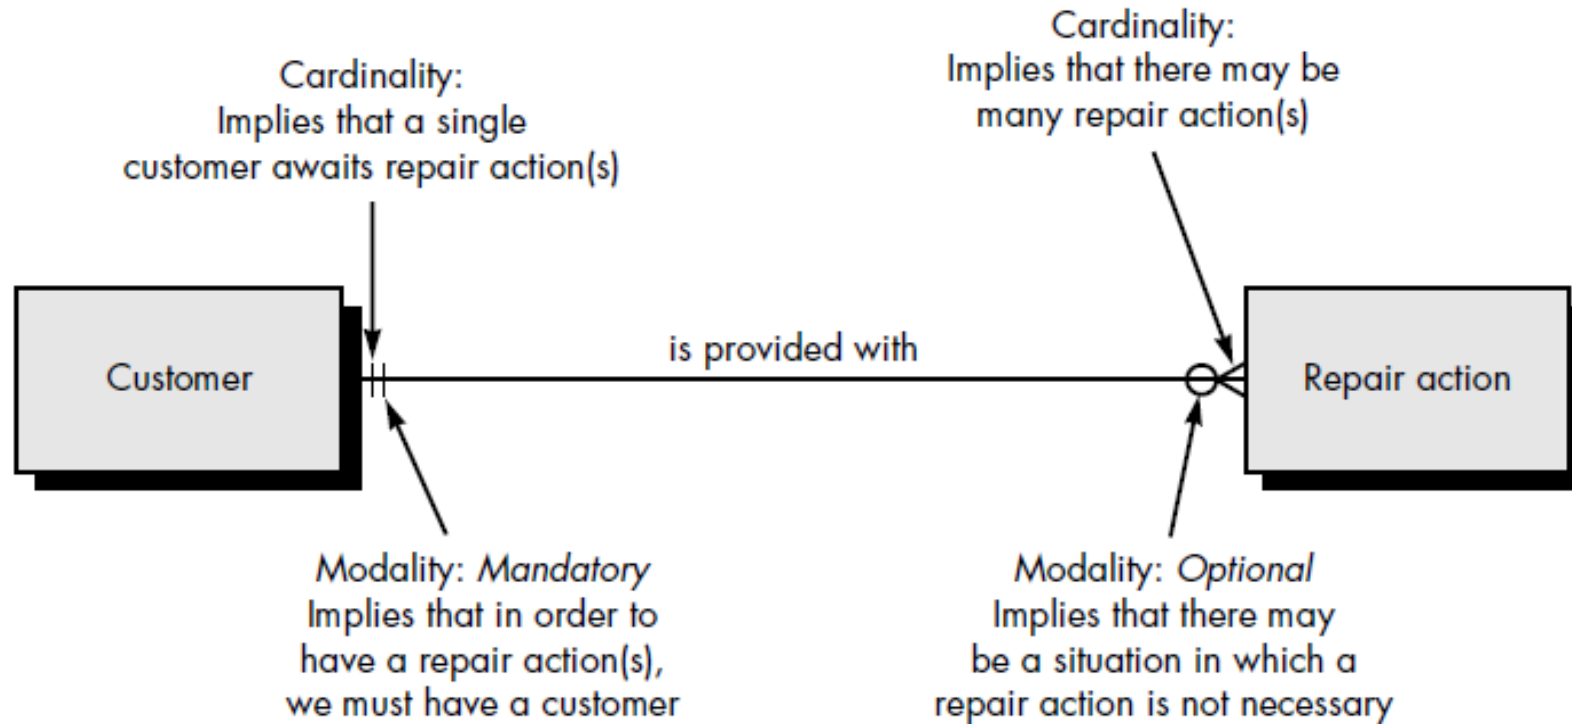 Cardinality:
Implies that a single
customer awaits repair action(s)
Cardinality:
Implies that there may be
many repair action(s)
Customer
is provided with
Repair action
Modality: Mandatory
Implies that in order to
have a repair action(s),
we must have a customer
Modality: Optional
Implies that there may
be a situation in which a
repair action is not necessary